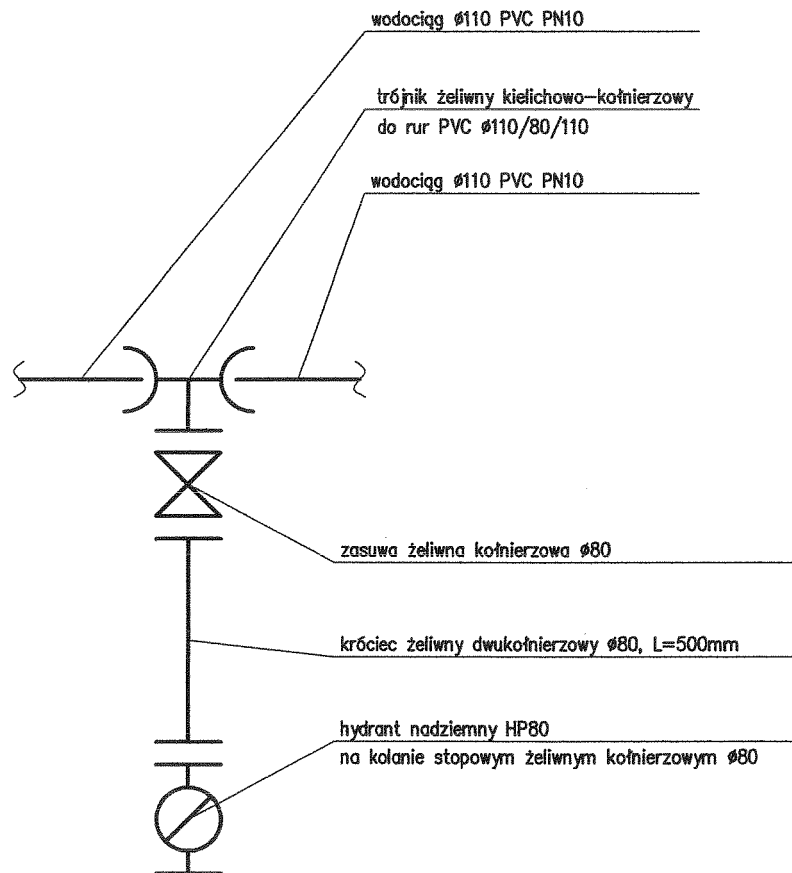 wodociąg ø110 PVC PN10
trójnik żeliwny kielichowo-kołnierzowy
do rur PVC ø110/80/110
wodociąg ø110 PVC PN10
zasuwa żeliwna kołnierzowa ø80
króciec żeliwny dwukołnierzowy ø80, L=500mm
hydrant nadziemny HP80
na kolanie stopowym żeliwnym kołnierzowym ø80